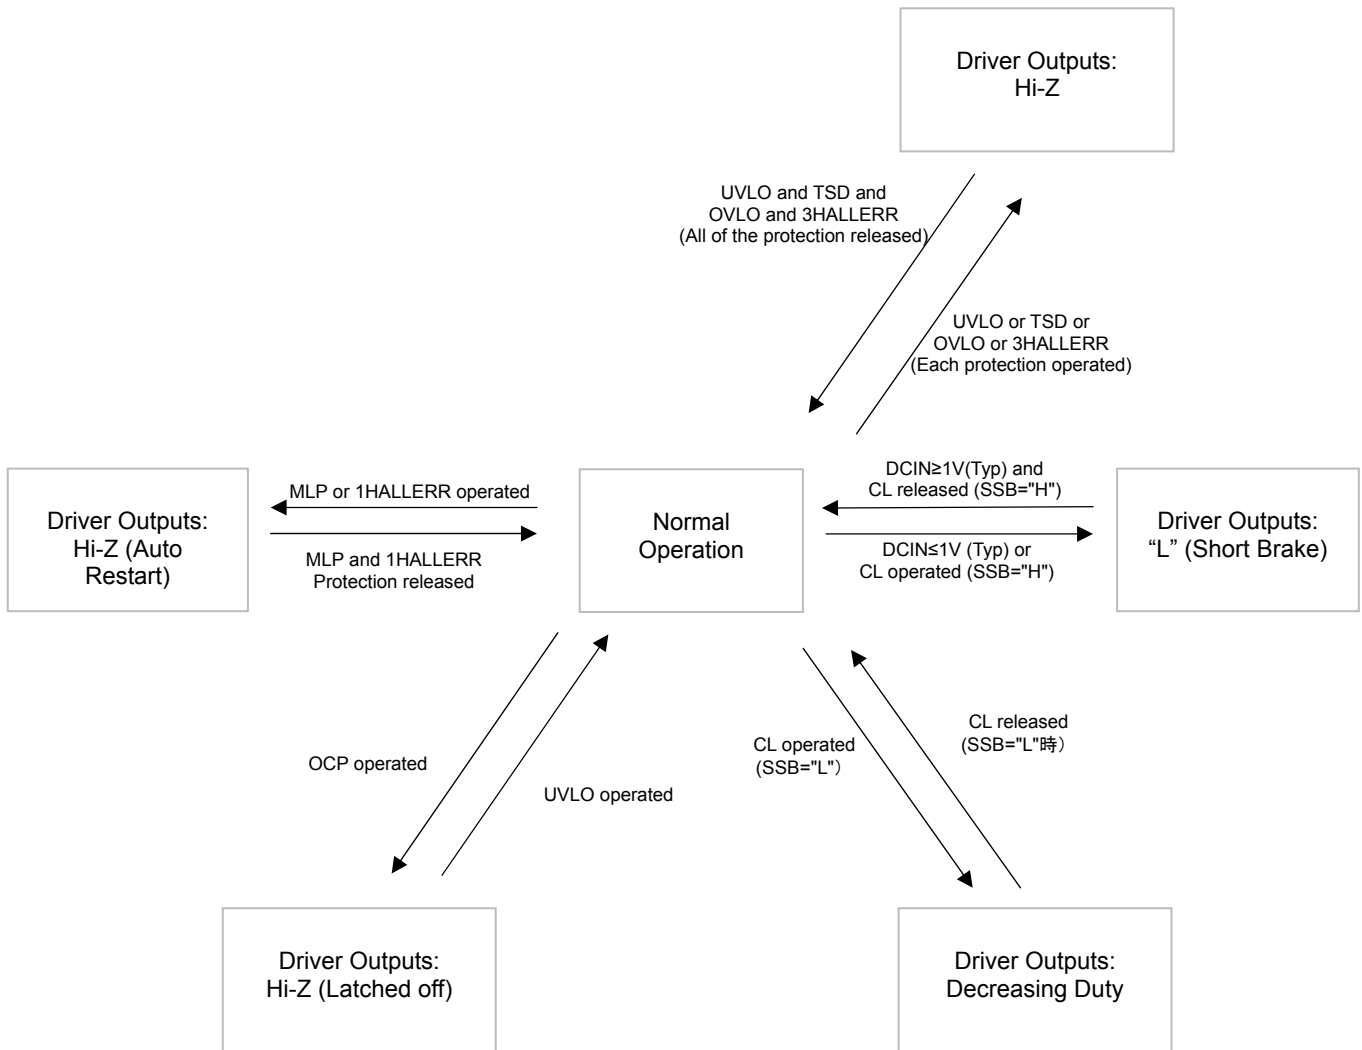 Driver Outputs:
Hi-Z
UVLO and TSD and
OVLO and 3HALLERR
(All of the protection released)
UVLO or TSD or
OVLO or 3HALLERR
(Each protection operated)
Driver Outputs:
Hi-Z (Auto
Restart)
MLP or 1HALLERR operated
MLP and 1HALLERR
Protection released
Normal
Operation
DCIN≥1V(Typ) and
CL released (SSB="H")
DCIN≤1V (Typ) or
CL operated (SSB="H")
Driver Outputs:
“L” (Short Brake)
OCP operated
UVLO operated
CL operated
(SSB="L"）
CL released
(SSB="L"時）
Driver Outputs:
Hi-Z (Latched off)
Driver Outputs:
Decreasing Duty